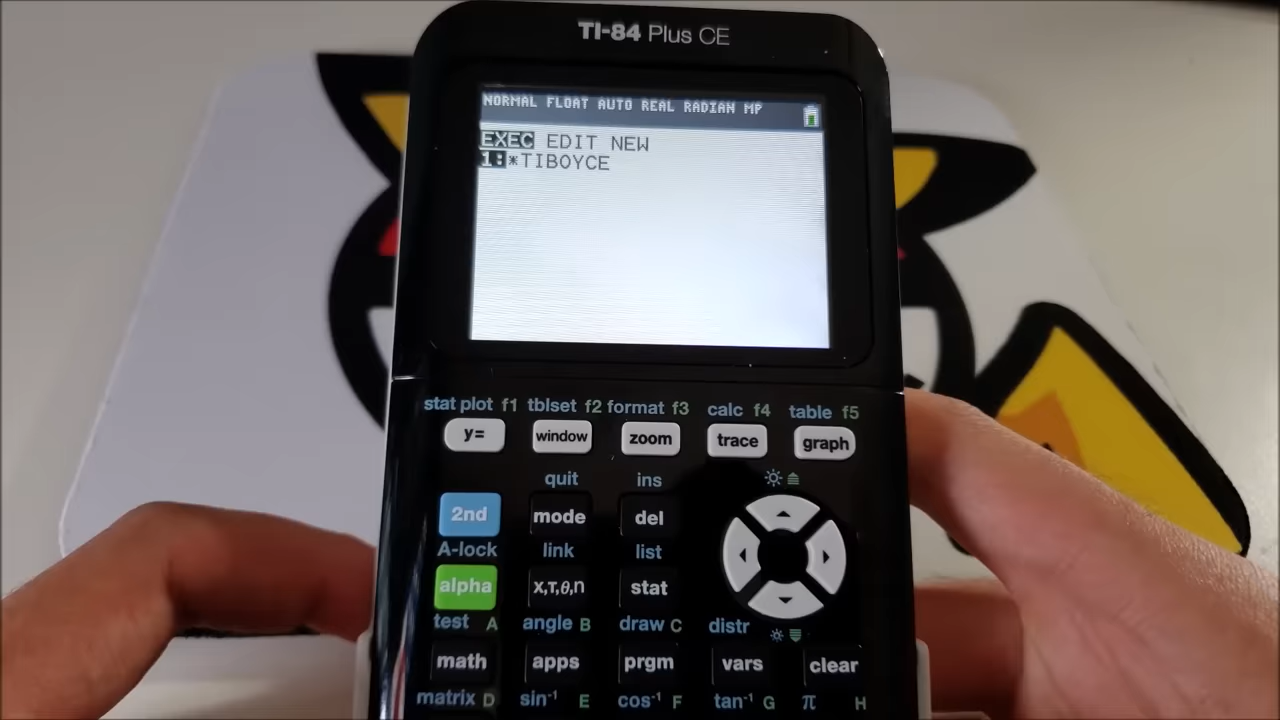 TI-84 Plus CE
NORMAL FLOAT AUTO REAL RADIAN MP
EXEC EDIT NEW
1:*TIBOYCE
stat plot f1 tblset f2 format f3 calc f4 table f5
y= window zoom trace graph
quit ins
2nd mode del
A-lock link list
alpha X,T,θ,n stat
test A angle B draw C distr
math apps prgm vars clear
matrix D sin-1 E cos-1 F tan-1 G π H